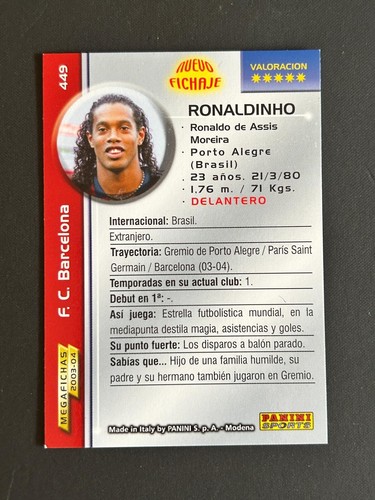 449
NUEVO
FICHAJE
VALORACION
★★★★★
RONALDINHO
· Ronaldo de Assis
Moreira
· Porto Alegre
(Brasil)
· 23 años. 21/3/80
· 1.76 m. / 71 Kgs.
· DELANTERO
F. C. Barcelona
Internacional: Brasil.
Extranjero.
Trayectoria: Gremio de Porto Alegre / París Saint
Germain / Barcelona (03-04).
Temporadas en su actual club: 1.
Debut en 1ª: -.
Así juega: Estrella futbolística mundial, en la
mediapunta destila magia, asistencias y goles.
Su punto fuerte: Los disparos a balón parado.
Sabías que... Hijo de una familia humilde, su
padre y su hermano también jugaron en Gremio.
MEGAFICHAS
2003-04
Made in Italy by PANINI S. p. A. - Modena
PANINI
SPORTS